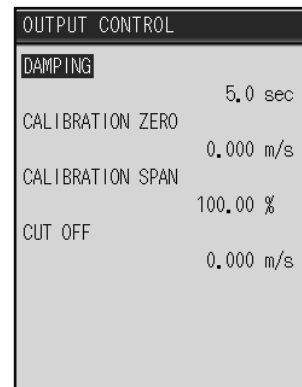 OUTPUT CONTROL
DAMPING
5.0 sec
CALIBRATION ZERO
0.000 m/s
CALIBRATION SPAN
100.00 %
CUT OFF
0.000 m/s